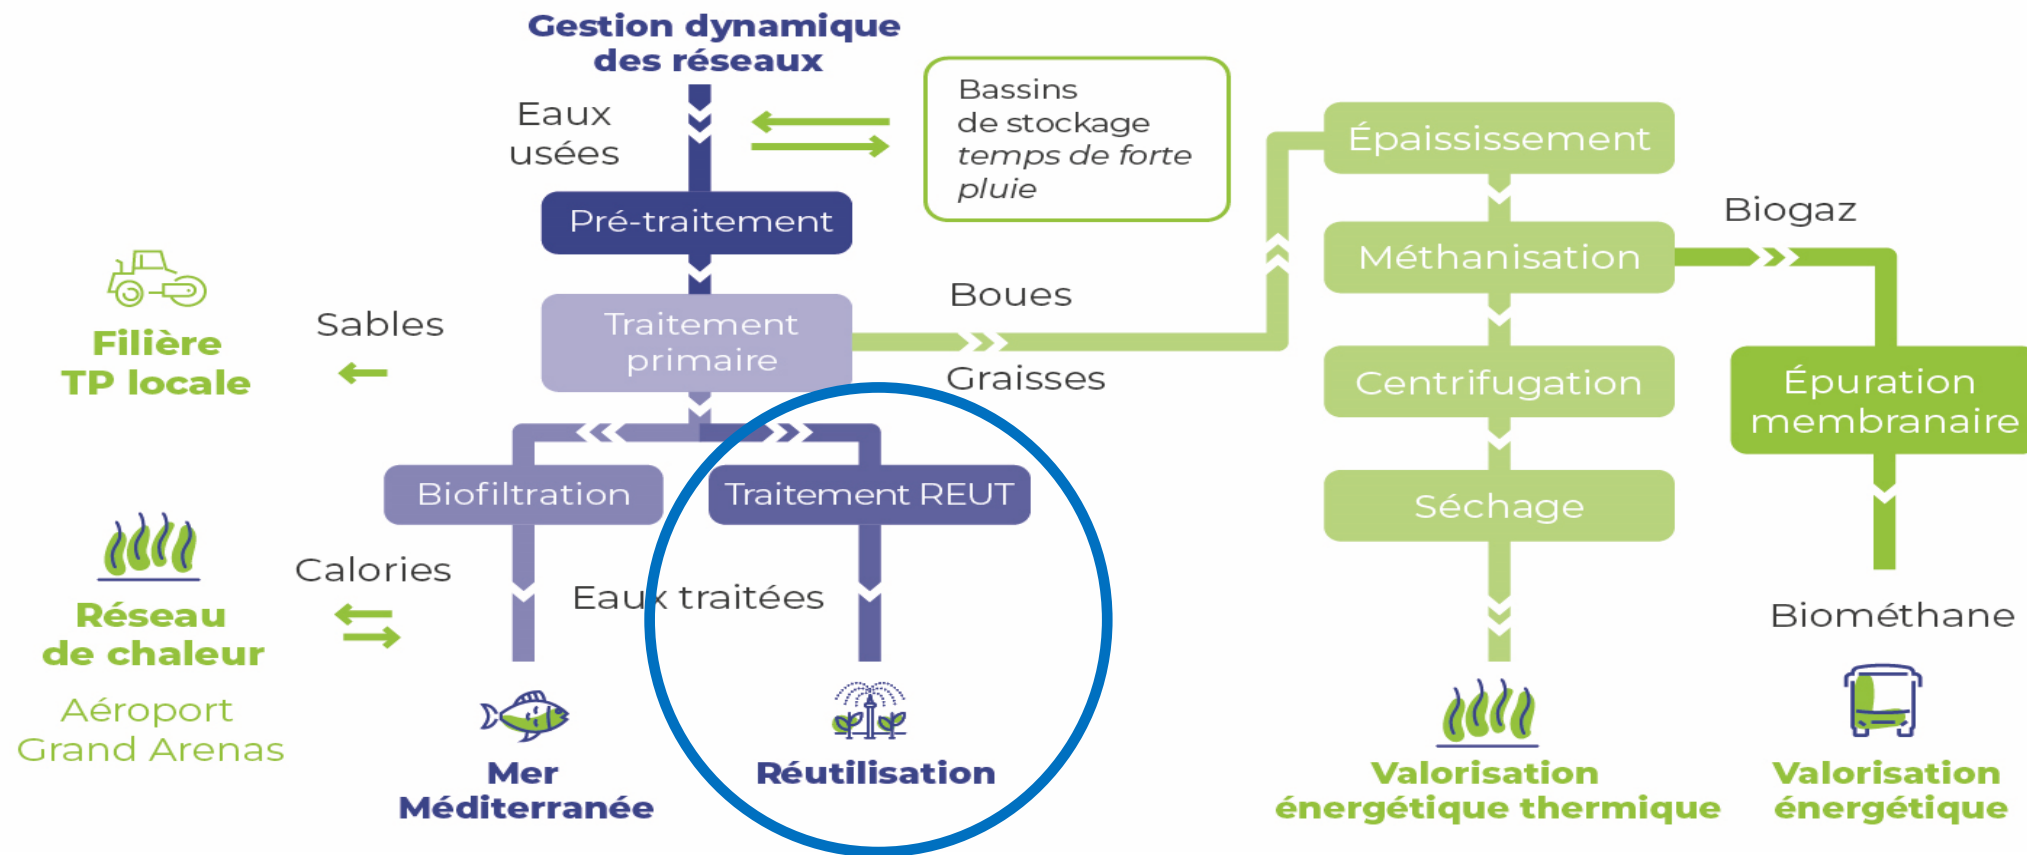 Gestion dynamique
des réseaux
Eaux
usées
Bassins
de stockage
temps de forte
pluie
Pré-traitement
Traitement
primaire
Sables
Filière
TP locale
Boues
Graisses
Épaississement
Méthanisation
Biogaz
Centrifugation
Épuration
membranaire
Séchage
Biofiltration
Traitement REUT
Calories
Réseau
de chaleur
Aéroport
Grand Arenas
Eaux traitées
Biométhane
Mer
Méditerranée
Réutilisation
Valorisation
énergétique thermique
Valorisation
énergétique